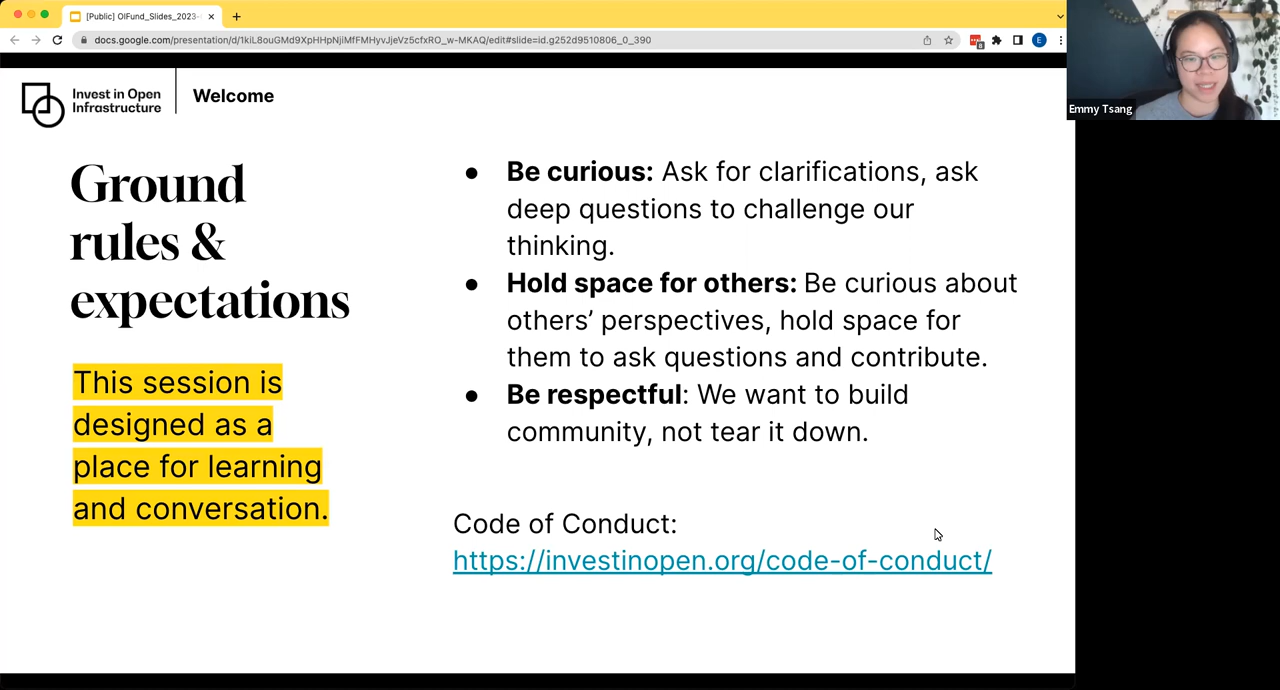 [Public] OIFund_Slides_2023-
docs.google.com/presentation/d/1kiL8ouGMd9XpHHpNjiMfFMHyvJjeVz5cfxRO_w-MKAQ/edit#slide=id.g252d9510806_0_390
E
Emmy Tsang
Invest in Open
Infrastructure
Welcome
Ground
rules &
expectations
This session is
designed as a
place for learning
and conversation.
● Be curious: Ask for clarifications, ask
deep questions to challenge our
thinking.
● Hold space for others: Be curious about
others’ perspectives, hold space for
them to ask questions and contribute.
● Be respectful: We want to build
community, not tear it down.
Code of Conduct:
https://investinopen.org/code-of-conduct/